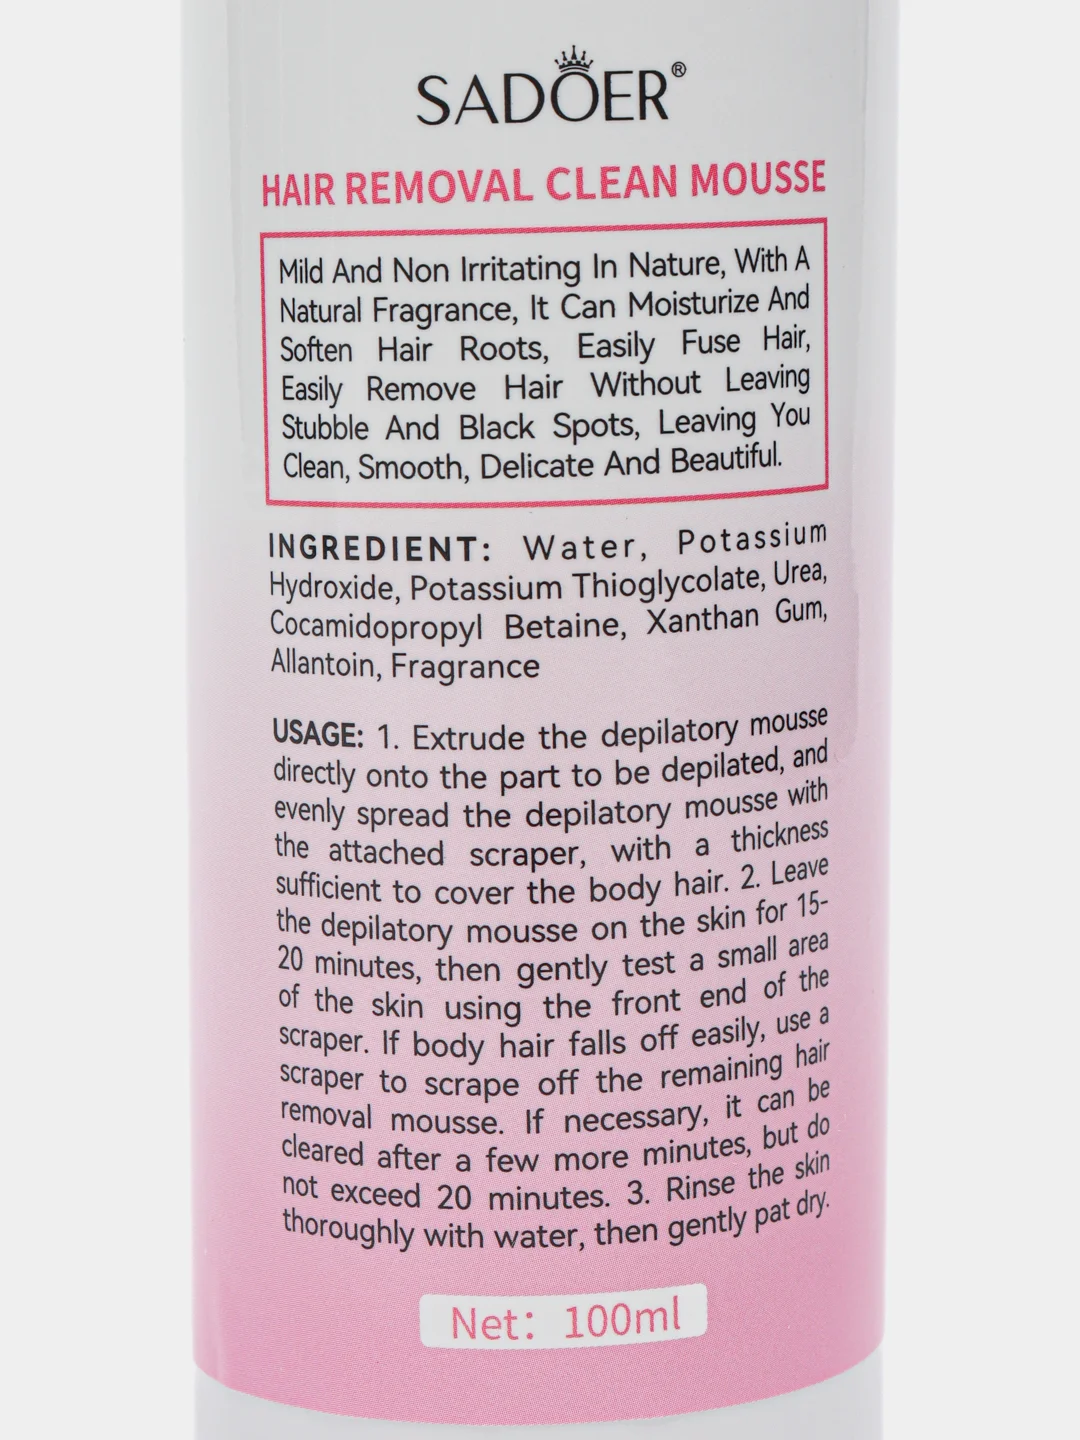 SADOER®
HAIR REMOVAL CLEAN MOUSSE
Mild And Non Irritating In Nature, With A
Natural Fragrance, It Can Moisturize And
Soften Hair Roots, Easily Fuse Hair,
Easily Remove Hair Without Leaving
Stubble And Black Spots, Leaving You
Clean, Smooth, Delicate And Beautiful.
INGREDIENT: Water, Potassium
Hydroxide, Potassium Thioglycolate, Urea,
Cocamidopropyl Betaine, Xanthan Gum,
Allantoin, Fragrance
USAGE: 1. Extrude the depilatory mousse
directly onto the part to be depilated, and
evenly spread the depilatory mousse with
the attached scraper, with a thickness
sufficient to cover the body hair. 2. Leave
the depilatory mousse on the skin for 15-
20 minutes, then gently test a small area
of the skin using the front end of the
scraper. If body hair falls off easily, use a
scraper to scrape off the remaining hair
removal mousse. If necessary, it can be
cleared after a few more minutes, but do
not exceed 20 minutes. 3. Rinse the skin
thoroughly with water, then gently pat dry.
Net: 100ml